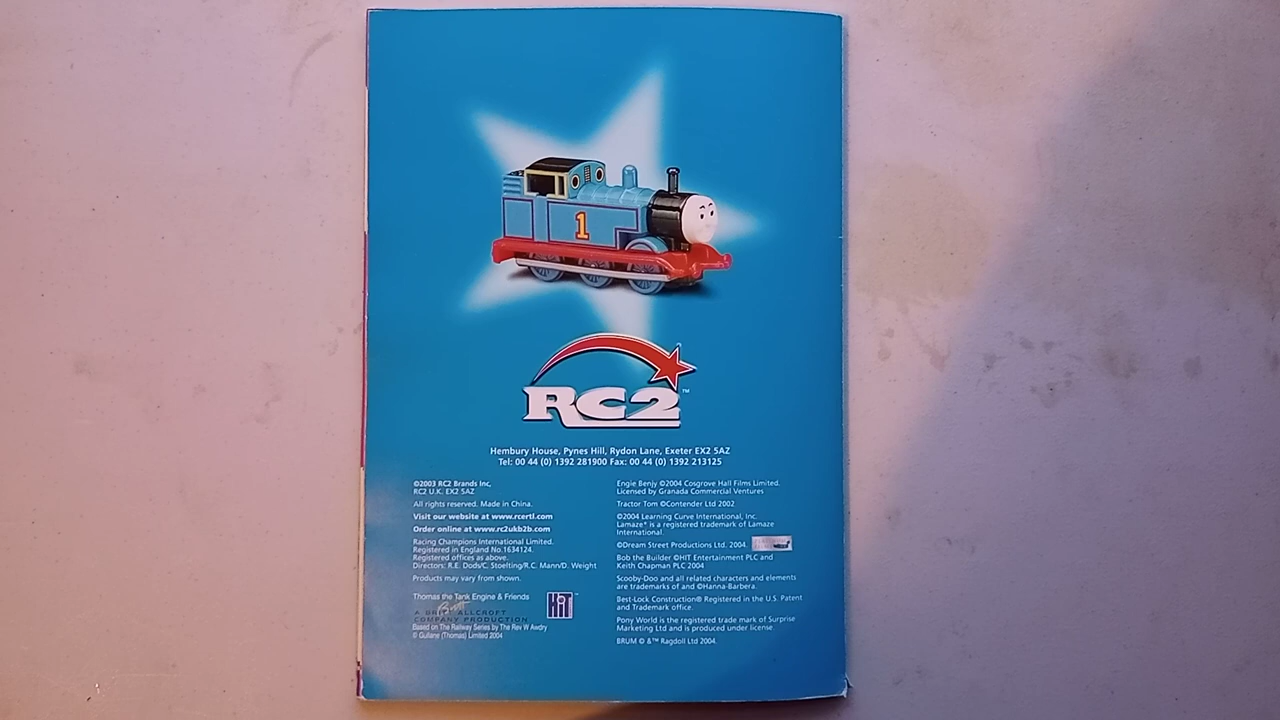 1
RC2™
Hembury House, Pynes Hill, Rydon Lane, Exeter EX2 5AZ
Tel: 00 44 (0) 1392 281900 Fax: 00 44 (0) 1392 213125
©2003 RC2 Brands Inc,
RC2 U.K. EX2 5AZ
All rights reserved. Made in China.
Visit our website at www.rcertl.com
Order online at www.rc2ukb2b.com
Racing Champions International Limited.
Registered in England No.1634124.
Registered offices as above.
Directors: R.E. Dods/C. Stoelting/R.C. Mann/D. Weight
Products may vary from shown.
Thomas the Tank Engine & Friends
Britt
A BRITT ALLCROFT
COMPANY PRODUCTION
HiT™
Based on The Railway Series by The Rev W Awdry
© Gullane (Thomas) Limited 2004
Engie Benjy ©2004 Cosgrove Hall Films Limited.
Licensed by Granada Commercial Ventures
Tractor Tom ©Contender Ltd 2002
©2004 Learning Curve International, Inc.
Lamaze® is a registered trademark of Lamaze
International.
©Dream Street Productions Ltd. 2004.
Bob the Builder ©HIT Entertainment PLC and
Keith Chapman PLC 2004
Scooby-Doo and all related characters and elements
are trademarks of and ©Hanna-Barbera.
Best-Lock Construction® Registered in the U.S. Patent
and Trademark office.
Pony World is the registered trade mark of Surprise
Marketing Ltd and is produced under license.
BRUM © &™ Ragdoll Ltd 2004.